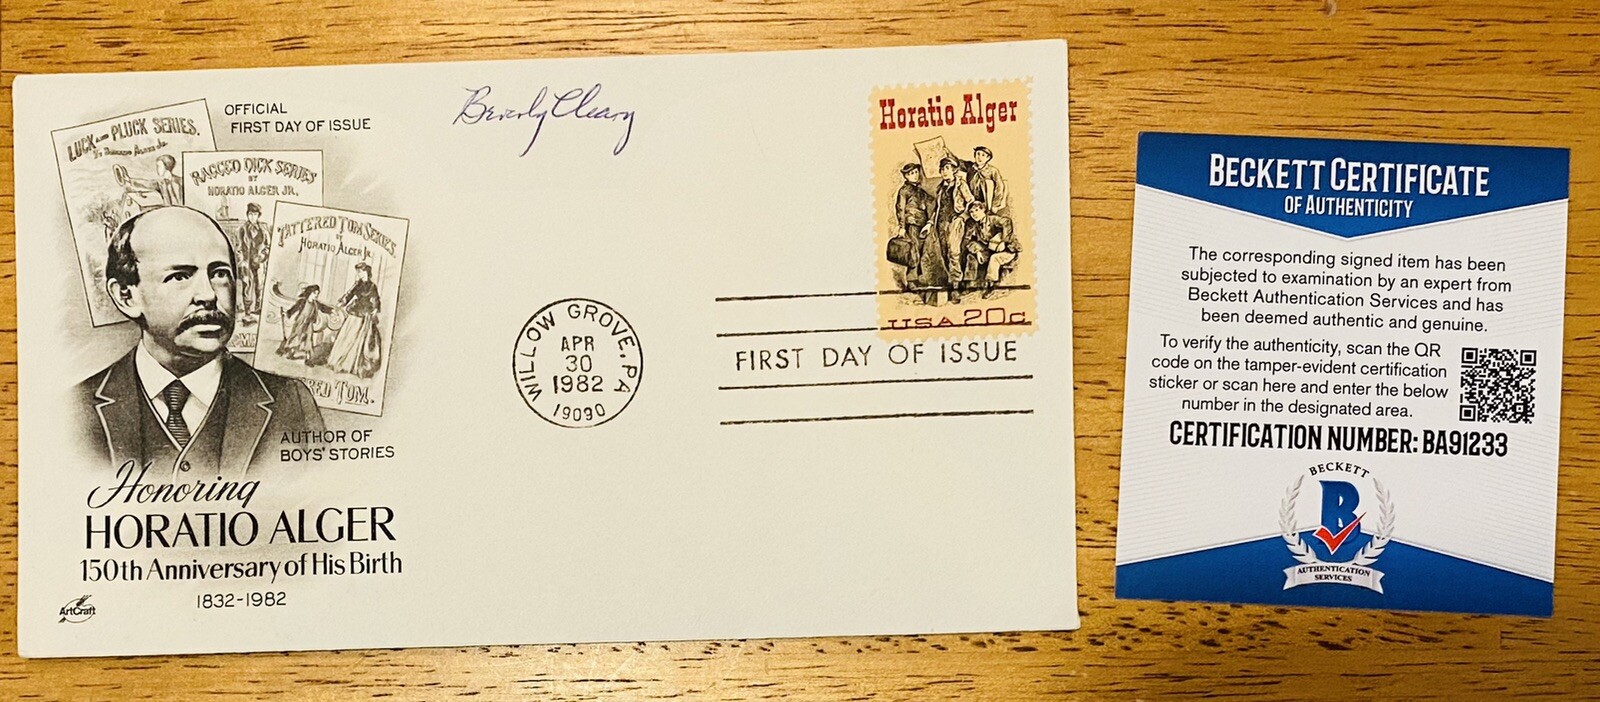 OFFICIAL
FIRST DAY OF ISSUE
LUCK AND PLUCK SERIES.
By Horatio Alger Jr.
RAGGED DICK SERIES
BY
HORATIO ALGER JR.
TATTERED TOM SERIES.
BY
HORATIO ALGER JR.
RED TOM.
AUTHOR OF
BOYS' STORIES
Honoring
HORATIO ALGER
150th Anniversary of His Birth
1832-1982
ArtCraft
Beverly Cleary
WILLOW GROVE, PA
APR
30
1982
19090
Horatio Alger
USA 20c
FIRST DAY OF ISSUE
BECKETT CERTIFICATE
OF AUTHENTICITY
The corresponding signed item has been
subjected to examination by an expert from
Beckett Authentication Services and has
been deemed authentic and genuine.
To verify the authenticity, scan the QR
code on the tamper-evident certification
sticker or scan here and enter the below
number in the designated area.
CERTIFICATION NUMBER: BA91233
BECKETT
B
AUTHENTICATION
SERVICES